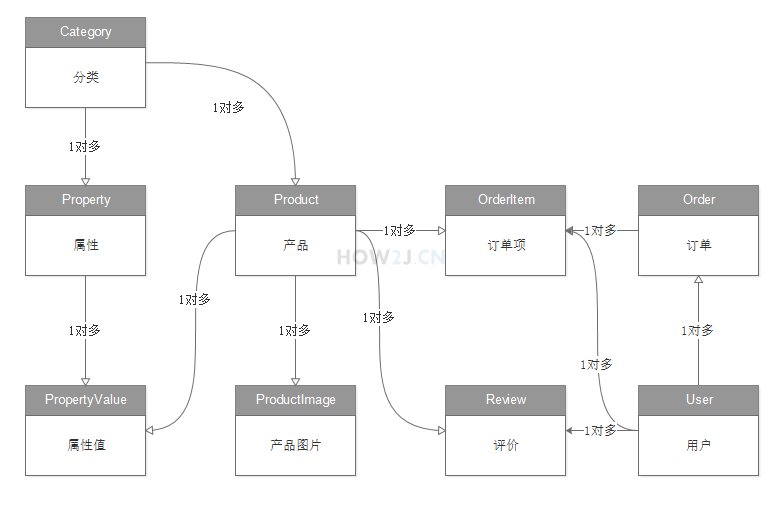 Category
分类
1对多
1对多
Property
属性
Product
产品
OrderItem
订单项
Order
订单
1对多
1对多
HOW2J.CN
1对多
1对多
1对多
1对多
1对多
1对多
PropertyValue
属性值
ProductImage
产品图片
Review
评价
User
用户
1对多